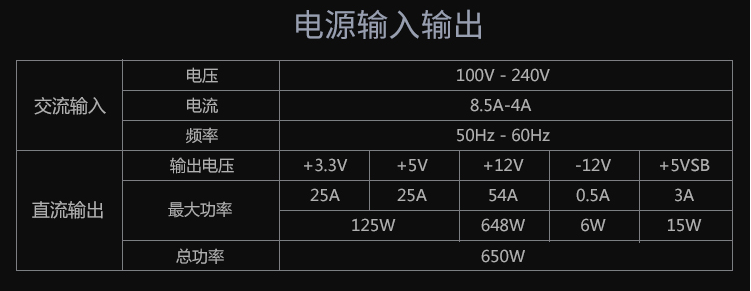 电源输入输出
交流输入 电压 100V - 240V
电流 8.5A-4A
频率 50Hz - 60Hz
直流输出 输出电压 +3.3V +5V +12V -12V +5VSB
最大功率 25A 25A 54A 0.5A 3A
125W 648W 6W 15W
总功率 650W